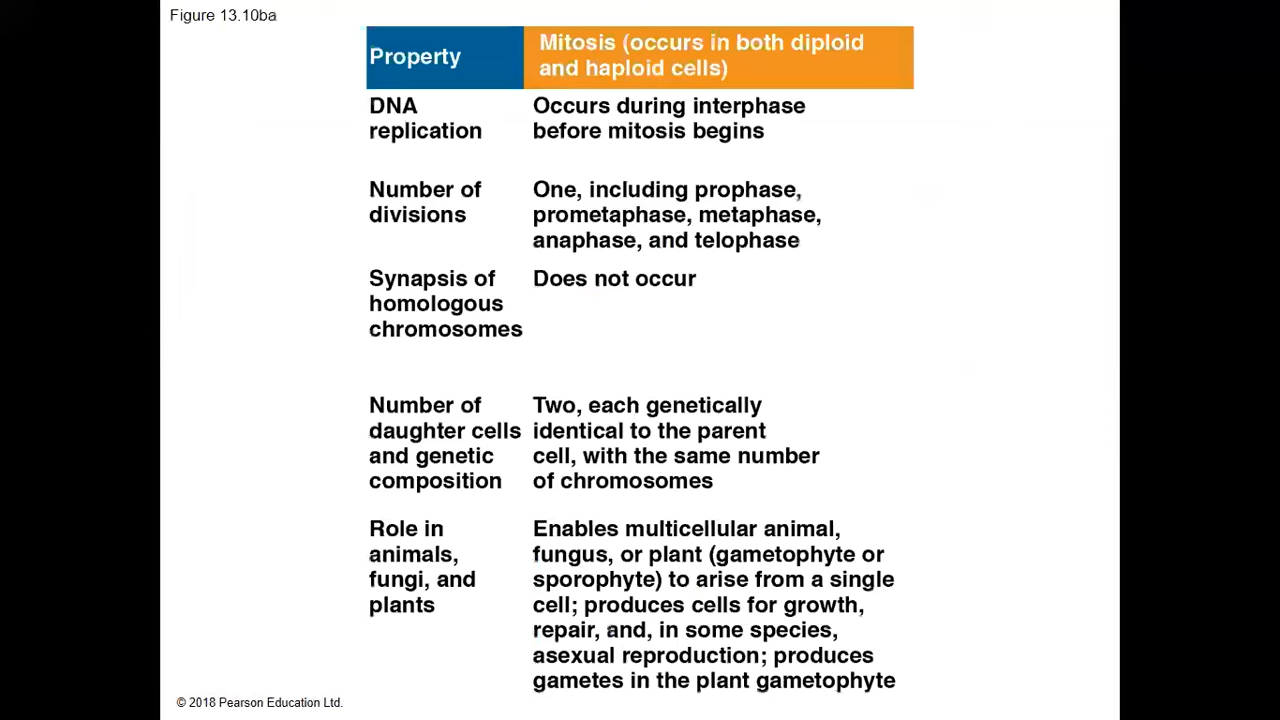 Figure 13.10ba
Property
Mitosis (occurs in both diploid
and haploid cells)
DNA
replication
Occurs during interphase
before mitosis begins
Number of
divisions
One, including prophase,
prometaphase, metaphase,
anaphase, and telophase
Synapsis of
homologous
chromosomes
Does not occur
Number of
daughter cells
and genetic
composition
Two, each genetically
identical to the parent
cell, with the same number
of chromosomes
Role in
animals,
fungi, and
plants
Enables multicellular animal,
fungus, or plant (gametophyte or
sporophyte) to arise from a single
cell; produces cells for growth,
repair, and, in some species,
asexual reproduction; produces
gametes in the plant gametophyte
© 2018 Pearson Education Ltd.